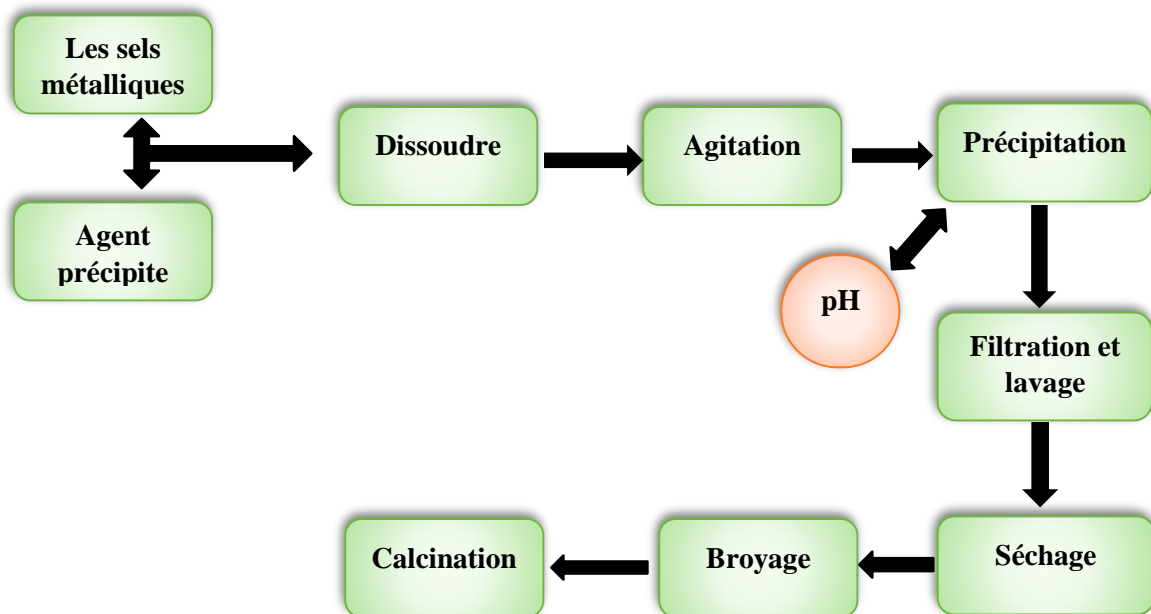 Les sels
métalliques
Agent
précipite
Dissoudre
Agitation
Précipitation
pH
Filtration et
lavage
Séchage
Broyage
Calcination